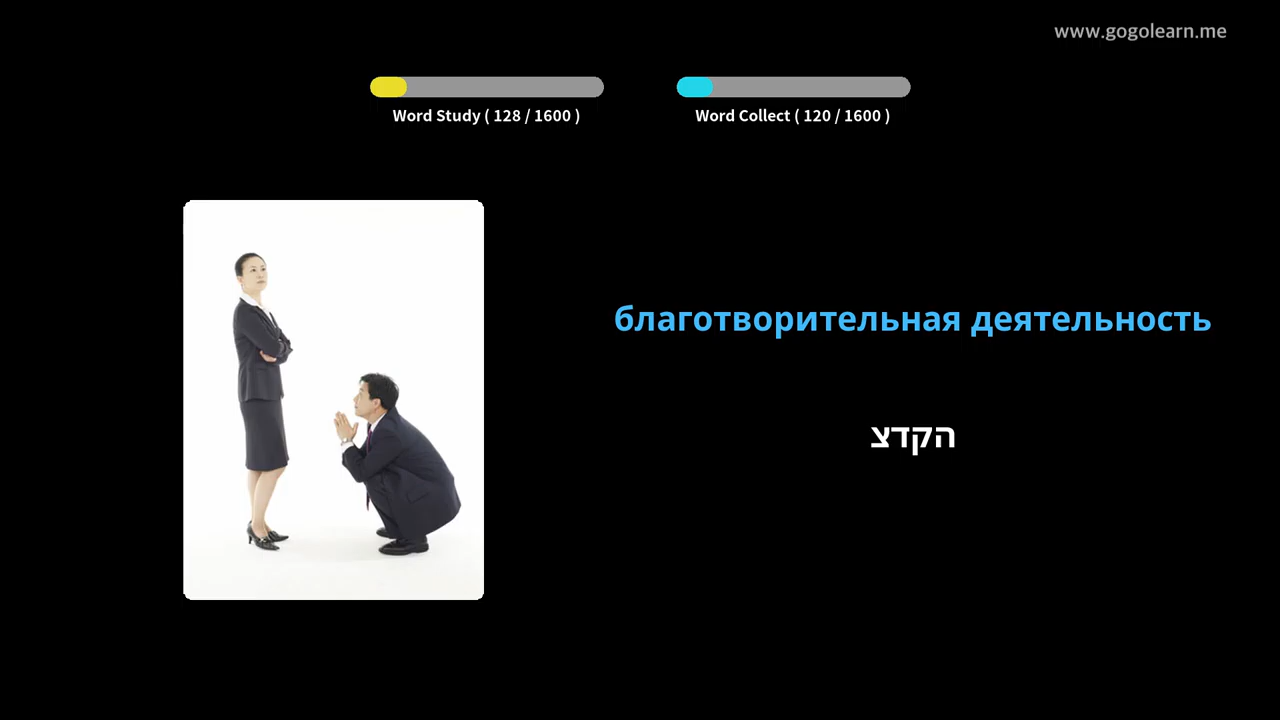 www.gogolearn.me
Word Study ( 128 / 1600 )
Word Collect ( 120 / 1600 )
благотворительная деятельность
הקדצ